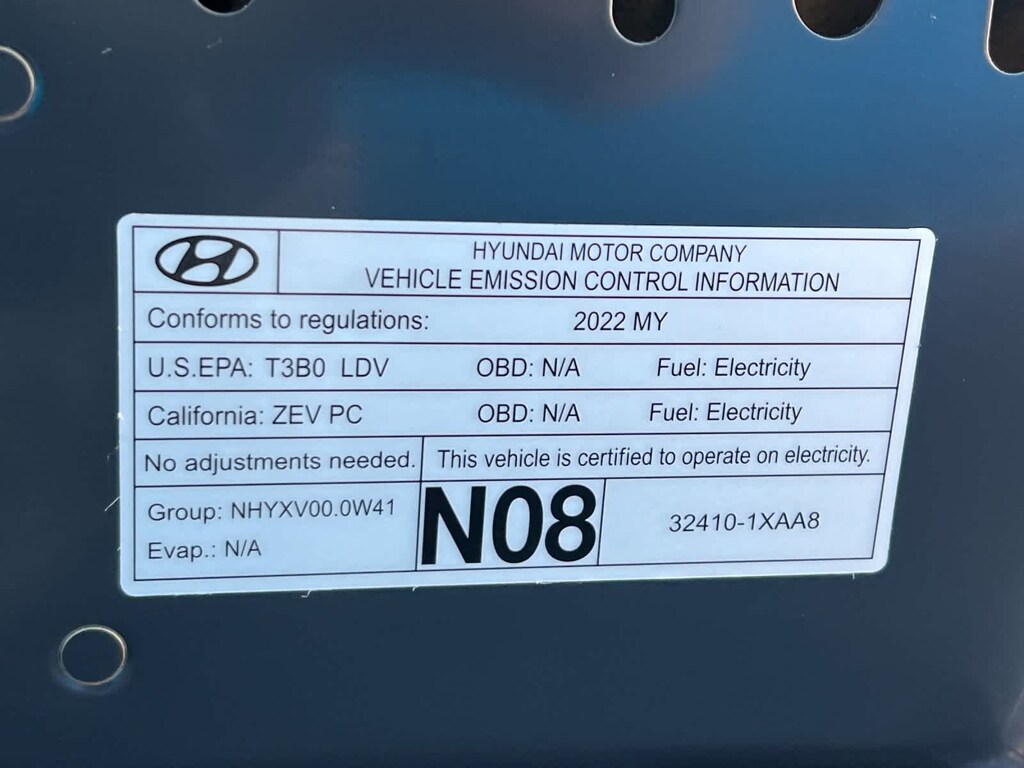 HYUNDAI MOTOR COMPANY
VEHICLE EMISSION CONTROL INFORMATION
Conforms to regulations: 2022 MY
U.S.EPA: T3B0 LDV OBD: N/A Fuel: Electricity
California: ZEV PC OBD: N/A Fuel: Electricity
No adjustments needed. This vehicle is certified to operate on electricity.
Group: NHYXV00.0W41
Evap.: N/A
N08
32410-1XAA8